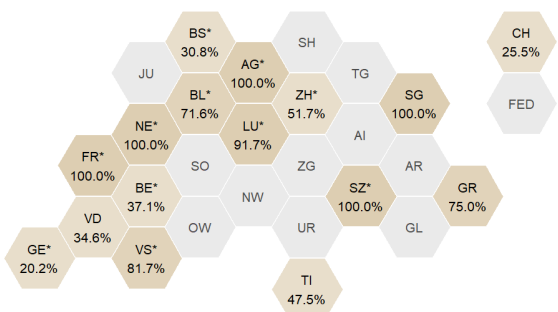 BS*
30.8%
SH
CH
25.5%
JU
AG*
100.0%
TG
BL*
71.6%
ZH*
51.7%
SG
100.0%
FED
NE*
100.0%
LU*
91.7%
AI
FR*
100.0%
SO
ZG
AR
BE*
37.1%
NW
SZ*
100.0%
GR
75.0%
VD
34.6%
OW
UR
GL
GE*
20.2%
VS*
81.7%
TI
47.5%